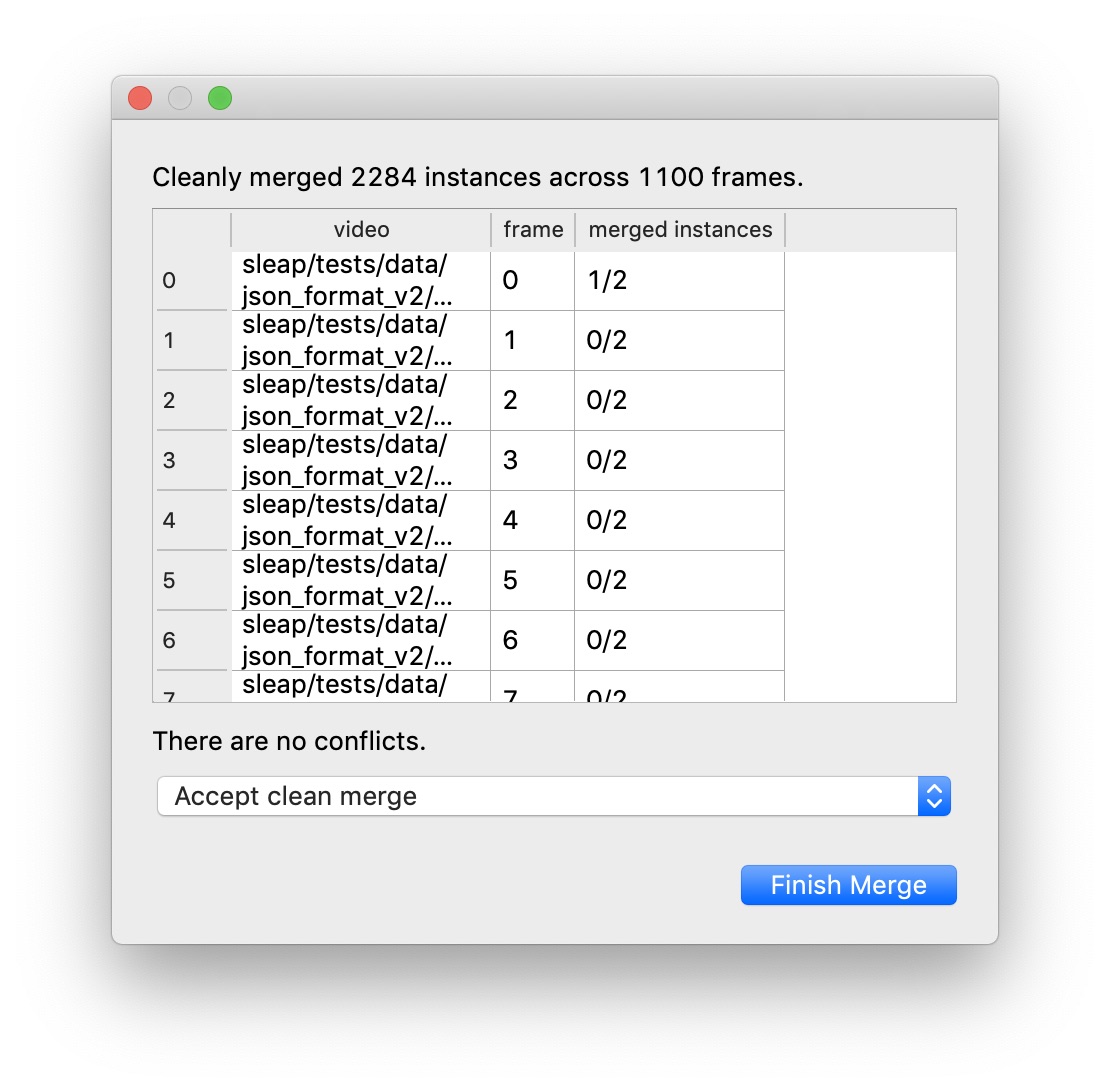 Cleanly merged 2284 instances across 1100 frames.
video frame merged instances
0 sleap/tests/data/ 0 1/2
json_format_v2/...
1 sleap/tests/data/ 1 0/2
json_format_v2/...
2 sleap/tests/data/ 2 0/2
json_format_v2/...
3 sleap/tests/data/ 3 0/2
json_format_v2/...
4 sleap/tests/data/ 4 0/2
json_format_v2/...
5 sleap/tests/data/ 5 0/2
json_format_v2/...
6 sleap/tests/data/ 6 0/2
json_format_v2/...
7 sleap/tests/data/ 7 0/2
There are no conflicts.
Accept clean merge
Finish Merge